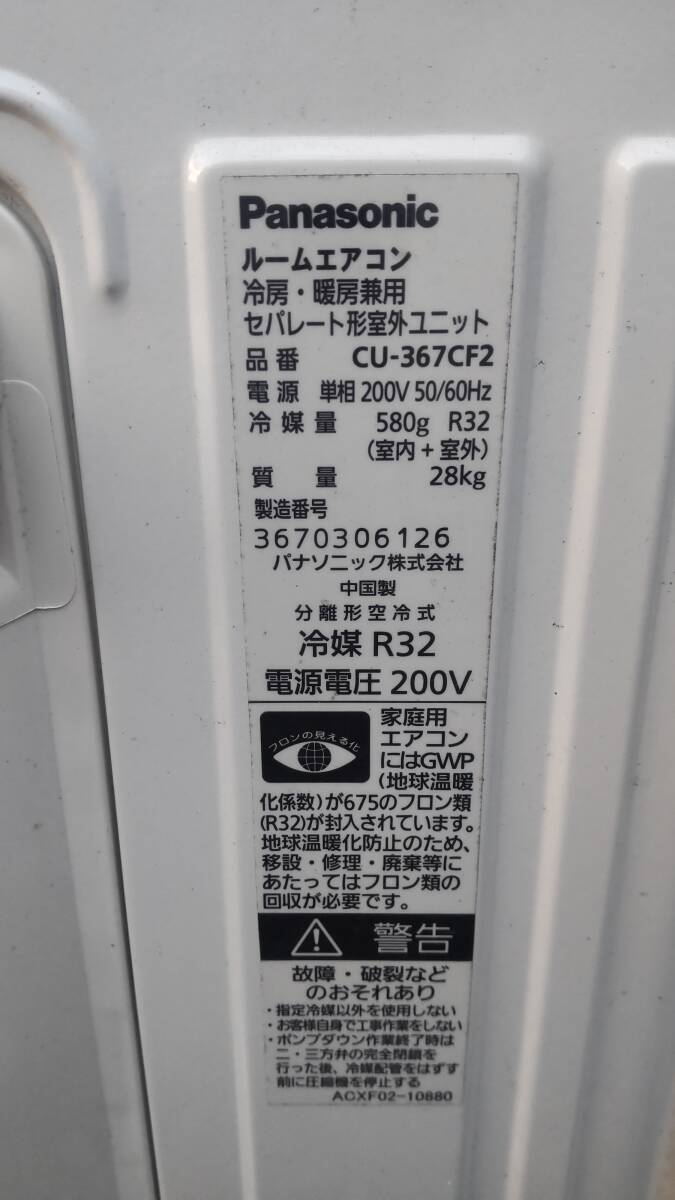 Panasonic
ルームエアコン
冷房・暖房兼用
セパレート形室外ユニット
品番 CU-367CF2
電源 単相200V 50/60Hz
冷媒量 580g R32
(室内+室外)
質量 28kg
製造番号
3670306126
パナソニック株式会社
中国製
分離形空冷式
冷媒 R32
電源電圧 200V
フロンの見える化
家庭用
エアコン
にはGWP
(地球温暖
化係数)が675のフロン類
(R32)が封入されています。
地球温暖化防止のため、
移設・修理・廃棄等に
あたってはフロン類の
回収が必要です。
警告
故障・破裂など
のおそれあり
・指定冷媒以外を使用しない
・お客様自身で工事作業をしない
・ポンプダウン作業終了時は
二・三方弁の完全閉鎖を
行った後、冷媒配管をはずす
前に圧縮機を停止する
ACXF02-10880